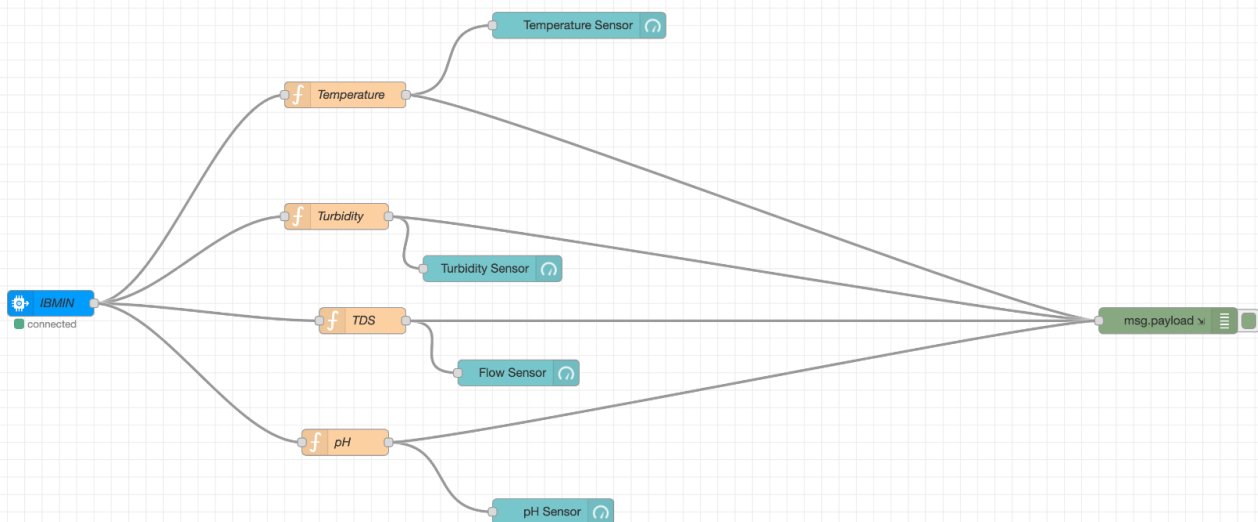 Temperature Sensor
Temperature
Turbidity
Turbidity Sensor
IBMIN
connected
TDS
msg.payload
Flow Sensor
pH
pH Sensor